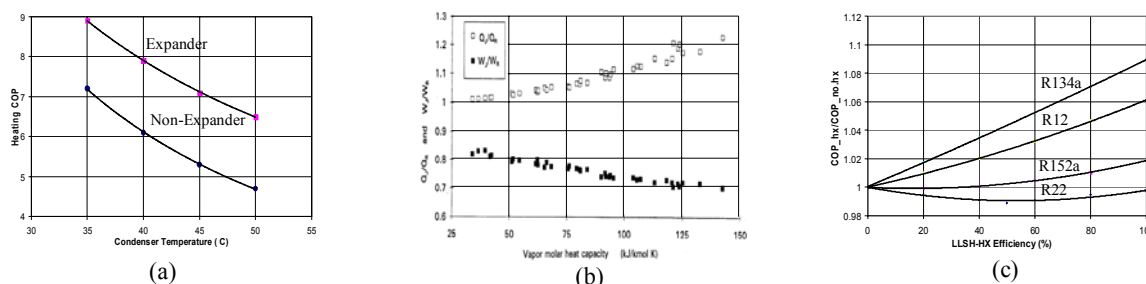 9
8
7
6
5
4
30 35 40 45 50 55
Heating COP
Condenser Temperature ( C)
Expander
Non-Expander
(a)
1.3
1.2
1.1
1
0.9
0.8
0.7
0.6
25 50 75 100 125 150
Vapor molar heat capacity (kJ/kmol K)
(b)
1.12
1.1
1.08
1.06
1.04
1.02
1
0.98
0 20 40 60 80 100
COP_hx/COP_no.hx
LLSH-HX Efficiency (%)
R134a
R12
R152a
R22
(c)